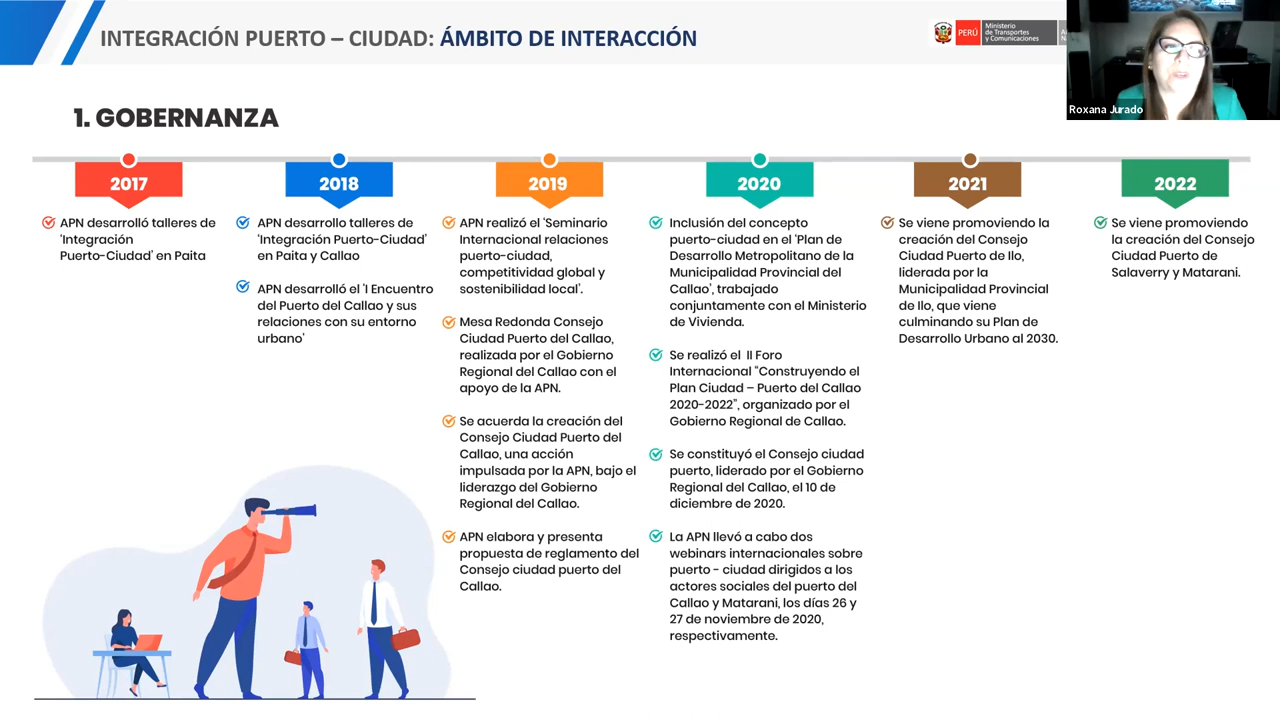 INTEGRACIÓN PUERTO – CIUDAD: ÁMBITO DE INTERACCIÓN
PERÚ
Ministerio
de Transportes
y Comunicaciones
Roxana Jurado
1. GOBERNANZA
2017
APN desarrolló talleres de
‘Integración
Puerto-Ciudad’ en Paita
2018
APN desarrollo talleres de
‘Integración Puerto-Ciudad’
en Paita y Callao
APN desarrolló el ‘I Encuentro
del Puerto del Callao y sus
relaciones con su entorno
urbano’
2019
APN realizó el ‘Seminario
Internacional relaciones
puerto-ciudad,
competitividad global y
sostenibilidad local’.
Mesa Redonda Consejo
Ciudad Puerto del Callao,
realizada por el Gobierno
Regional del Callao con el
apoyo de la APN.
Se acuerda la creación del
Consejo Ciudad Puerto del
Callao, una acción
impulsada por la APN, bajo el
liderazgo del Gobierno
Regional del Callao.
APN elabora y presenta
propuesta de reglamento del
Consejo ciudad puerto del
Callao.
2020
Inclusión del concepto
puerto-ciudad en el ‘Plan de
Desarrollo Metropolitano de la
Municipalidad Provincial del
Callao’, trabajado
conjuntamente con el Ministerio
de Vivienda.
Se realizó el II Foro
Internacional “Construyendo el
Plan Ciudad – Puerto del Callao
2020-2022”, organizado por el
Gobierno Regional de Callao.
Se constituyó el Consejo ciudad
puerto, liderado por el Gobierno
Regional del Callao, el 10 de
diciembre de 2020.
La APN llevó a cabo dos
webinars internacionales sobre
puerto - ciudad dirigidos a los
actores sociales del puerto del
Callao y Matarani, los días 26 y
27 de noviembre de 2020,
respectivamente.
2021
Se viene promoviendo la
creación del Consejo
Ciudad Puerto de Ilo,
liderada por la
Municipalidad Provincial
de Ilo, que viene
culminando su Plan de
Desarrollo Urbano al 2030.
2022
Se viene promoviendo
la creación del Consejo
Ciudad Puerto de
Salaverry y Matarani.